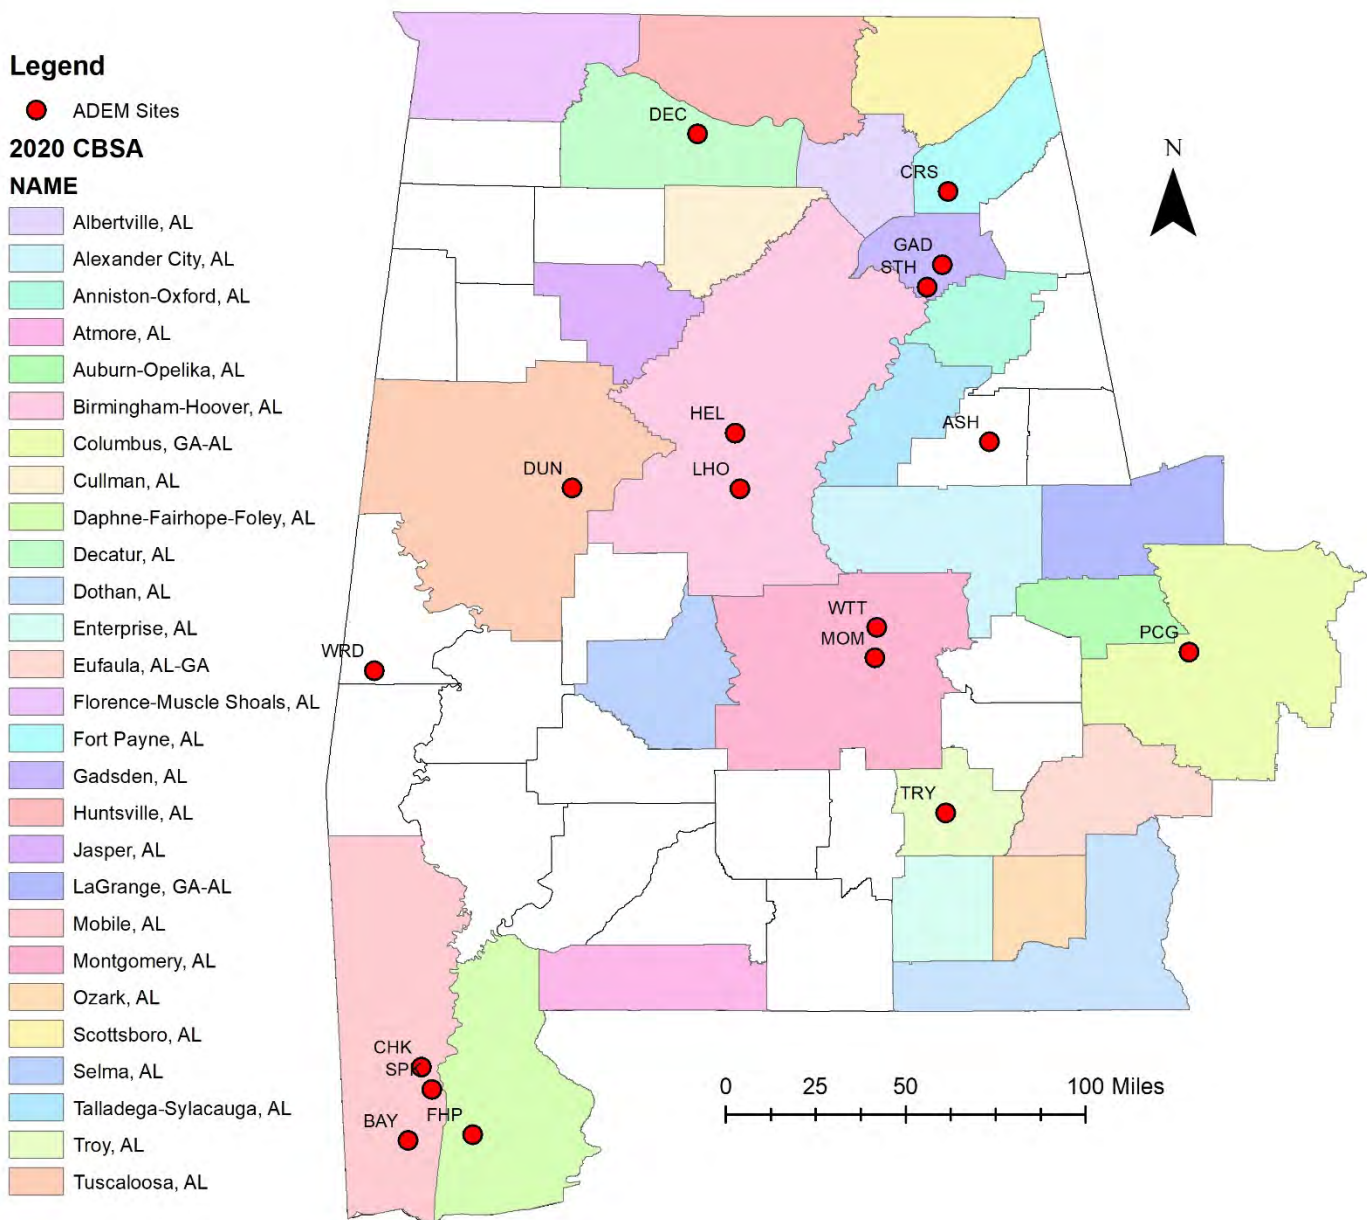 Legend
ADEM Sites
2020 CBSA
NAME
Albertville, AL
Alexander City, AL
Anniston-Oxford, AL
Atmore, AL
Auburn-Opelika, AL
Birmingham-Hoover, AL
Columbus, GA-AL
Cullman, AL
Daphne-Fairhope-Foley, AL
Decatur, AL
Dothan, AL
Enterprise, AL
Eufaula, AL-GA
Florence-Muscle Shoals, AL
Fort Payne, AL
Gadsden, AL
Huntsville, AL
Jasper, AL
LaGrange, GA-AL
Mobile, AL
Montgomery, AL
Ozark, AL
Scottsboro, AL
Selma, AL
Talladega-Sylacauga, AL
Troy, AL
Tuscaloosa, AL
DEC
N
CRS
GAD
STH
HEL
ASH
DUN
LHO
WTT
PCG
MOM
WRD
TRY
CHK
BAY
FHP
0 25 50 100 Miles